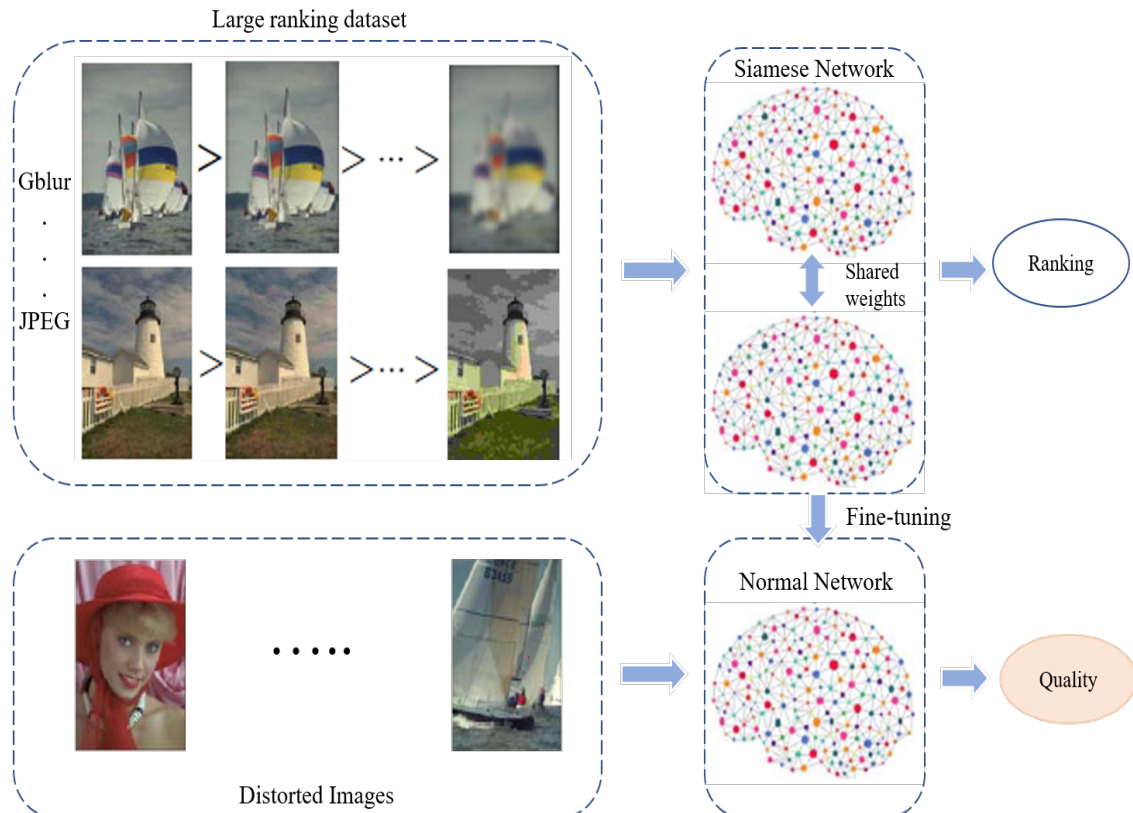 Large ranking dataset
Siamese Network
Gblur
.
.
.
JPEG
> > ... >
> > ... >
Shared
weights
Ranking
Fine-tuning
Normal Network
.....
Quality
Distorted Images